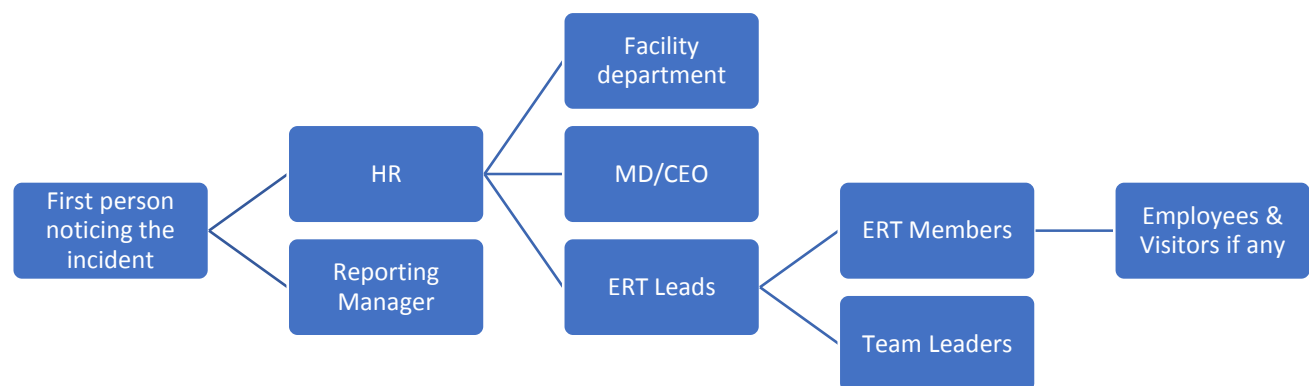 Facility
department
HR
MD/CEO
First person
noticing the
incident
ERT Members
Employees &
Visitors if any
Reporting
Manager
ERT Leads
Team Leaders